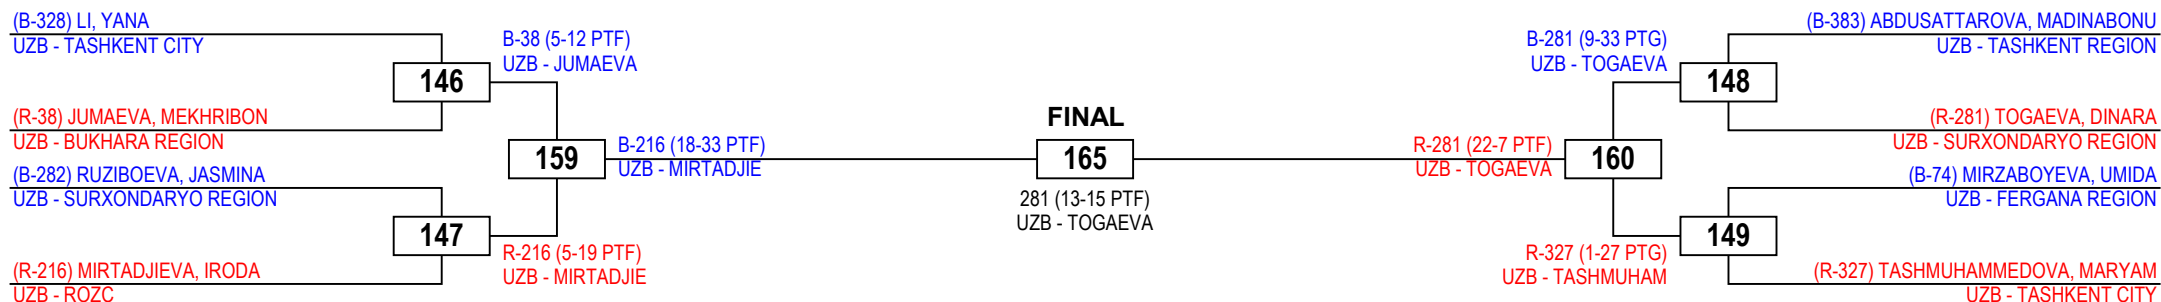 (B-328) LI, YANA
UZB - TASHKENT CITY
B-38 (5-12 PTF)
UZB - JUMAEVA
146
(R-38) JUMAEVA, MEKHRIBON
UZB - BUKHARA REGION
159
B-216 (18-33 PTF)
UZB - MIRTADJIE
(B-282) RUZIBOEVA, JASMINA
UZB - SURXONDARYO REGION
147
R-216 (5-19 PTF)
UZB - MIRTADJIE
(R-216) MIRTADJIEVA, IRODA
UZB - ROZC
FINAL
165
281 (13-15 PTF)
UZB - TOGAEVA
B-281 (9-33 PTG)
UZB - TOGAEVA
(B-383) ABDUSATTAROVA, MADINABONU
UZB - TASHKENT REGION
148
(R-281) TOGAEVA, DINARA
UZB - SURXONDARYO REGION
R-281 (22-7 PTF)
UZB - TOGAEVA
160
(B-74) MIRZABOYEVA, UMIDA
UZB - FERGANA REGION
149
R-327 (1-27 PTG)
UZB - TASHMUHAM
(R-327) TASHMUHAMMEDOVA, MARYAM
UZB - TASHKENT CITY